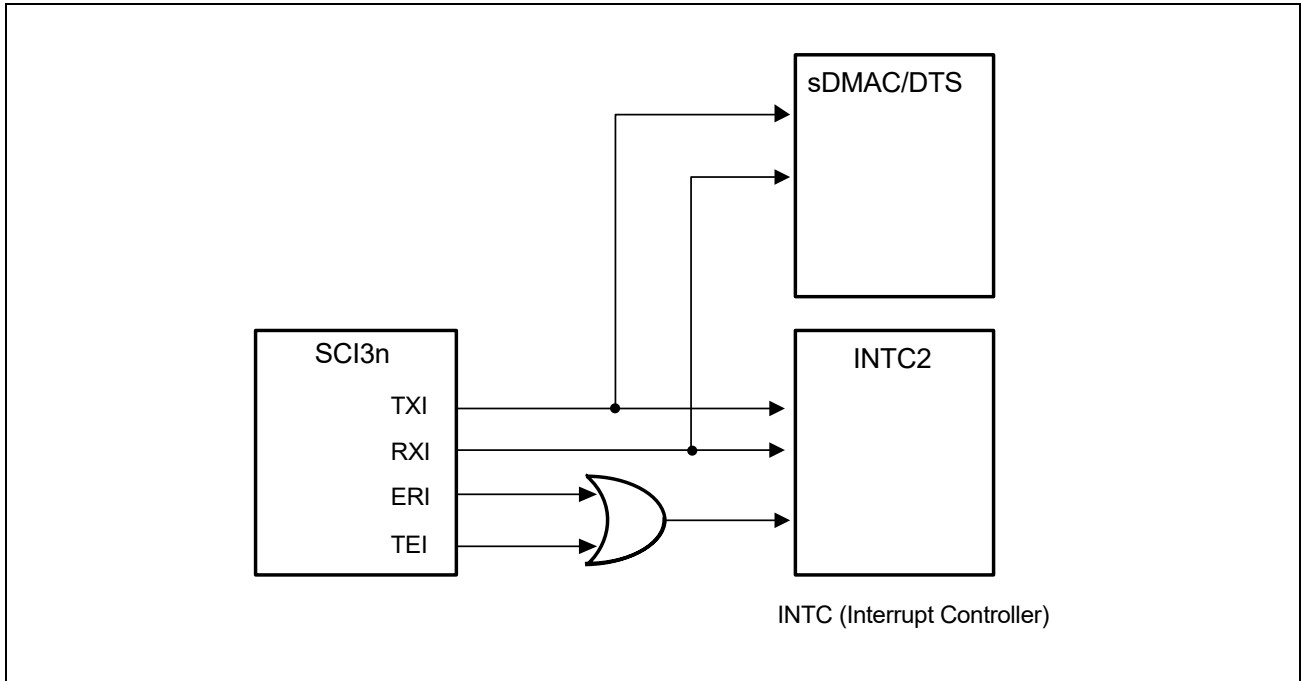 sDMAC/DTS
SCI3n
TXI
RXI
ERI
TEI
INTC2
INTC (Interrupt Controller)